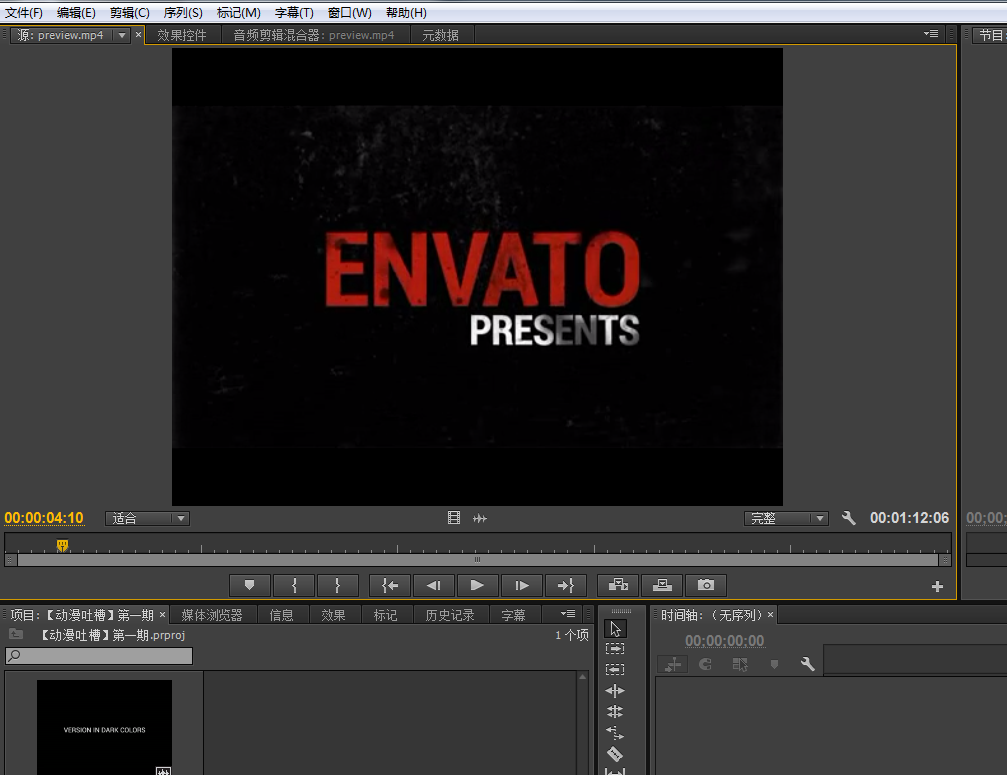 文件(F) 编辑(E) 剪辑(C) 序列(S) 标记(M) 字幕(T) 窗口(W) 帮助(H)
源: preview.mp4 × 效果控件 音频剪辑混合器: preview.mp4 元数据 节目:
ENVATO
PRESENTS
00:00:04:10 适合 完整 00:01:12:06 00:00:
项目:【动漫吐槽】第一期 × 媒体浏览器 信息 效果 标记 历史记录 字幕 时间轴:（无序列） ×
【动漫吐槽】第一期.prproj 1 个项
00;00;00;00
VERSION IN DARK COLORS